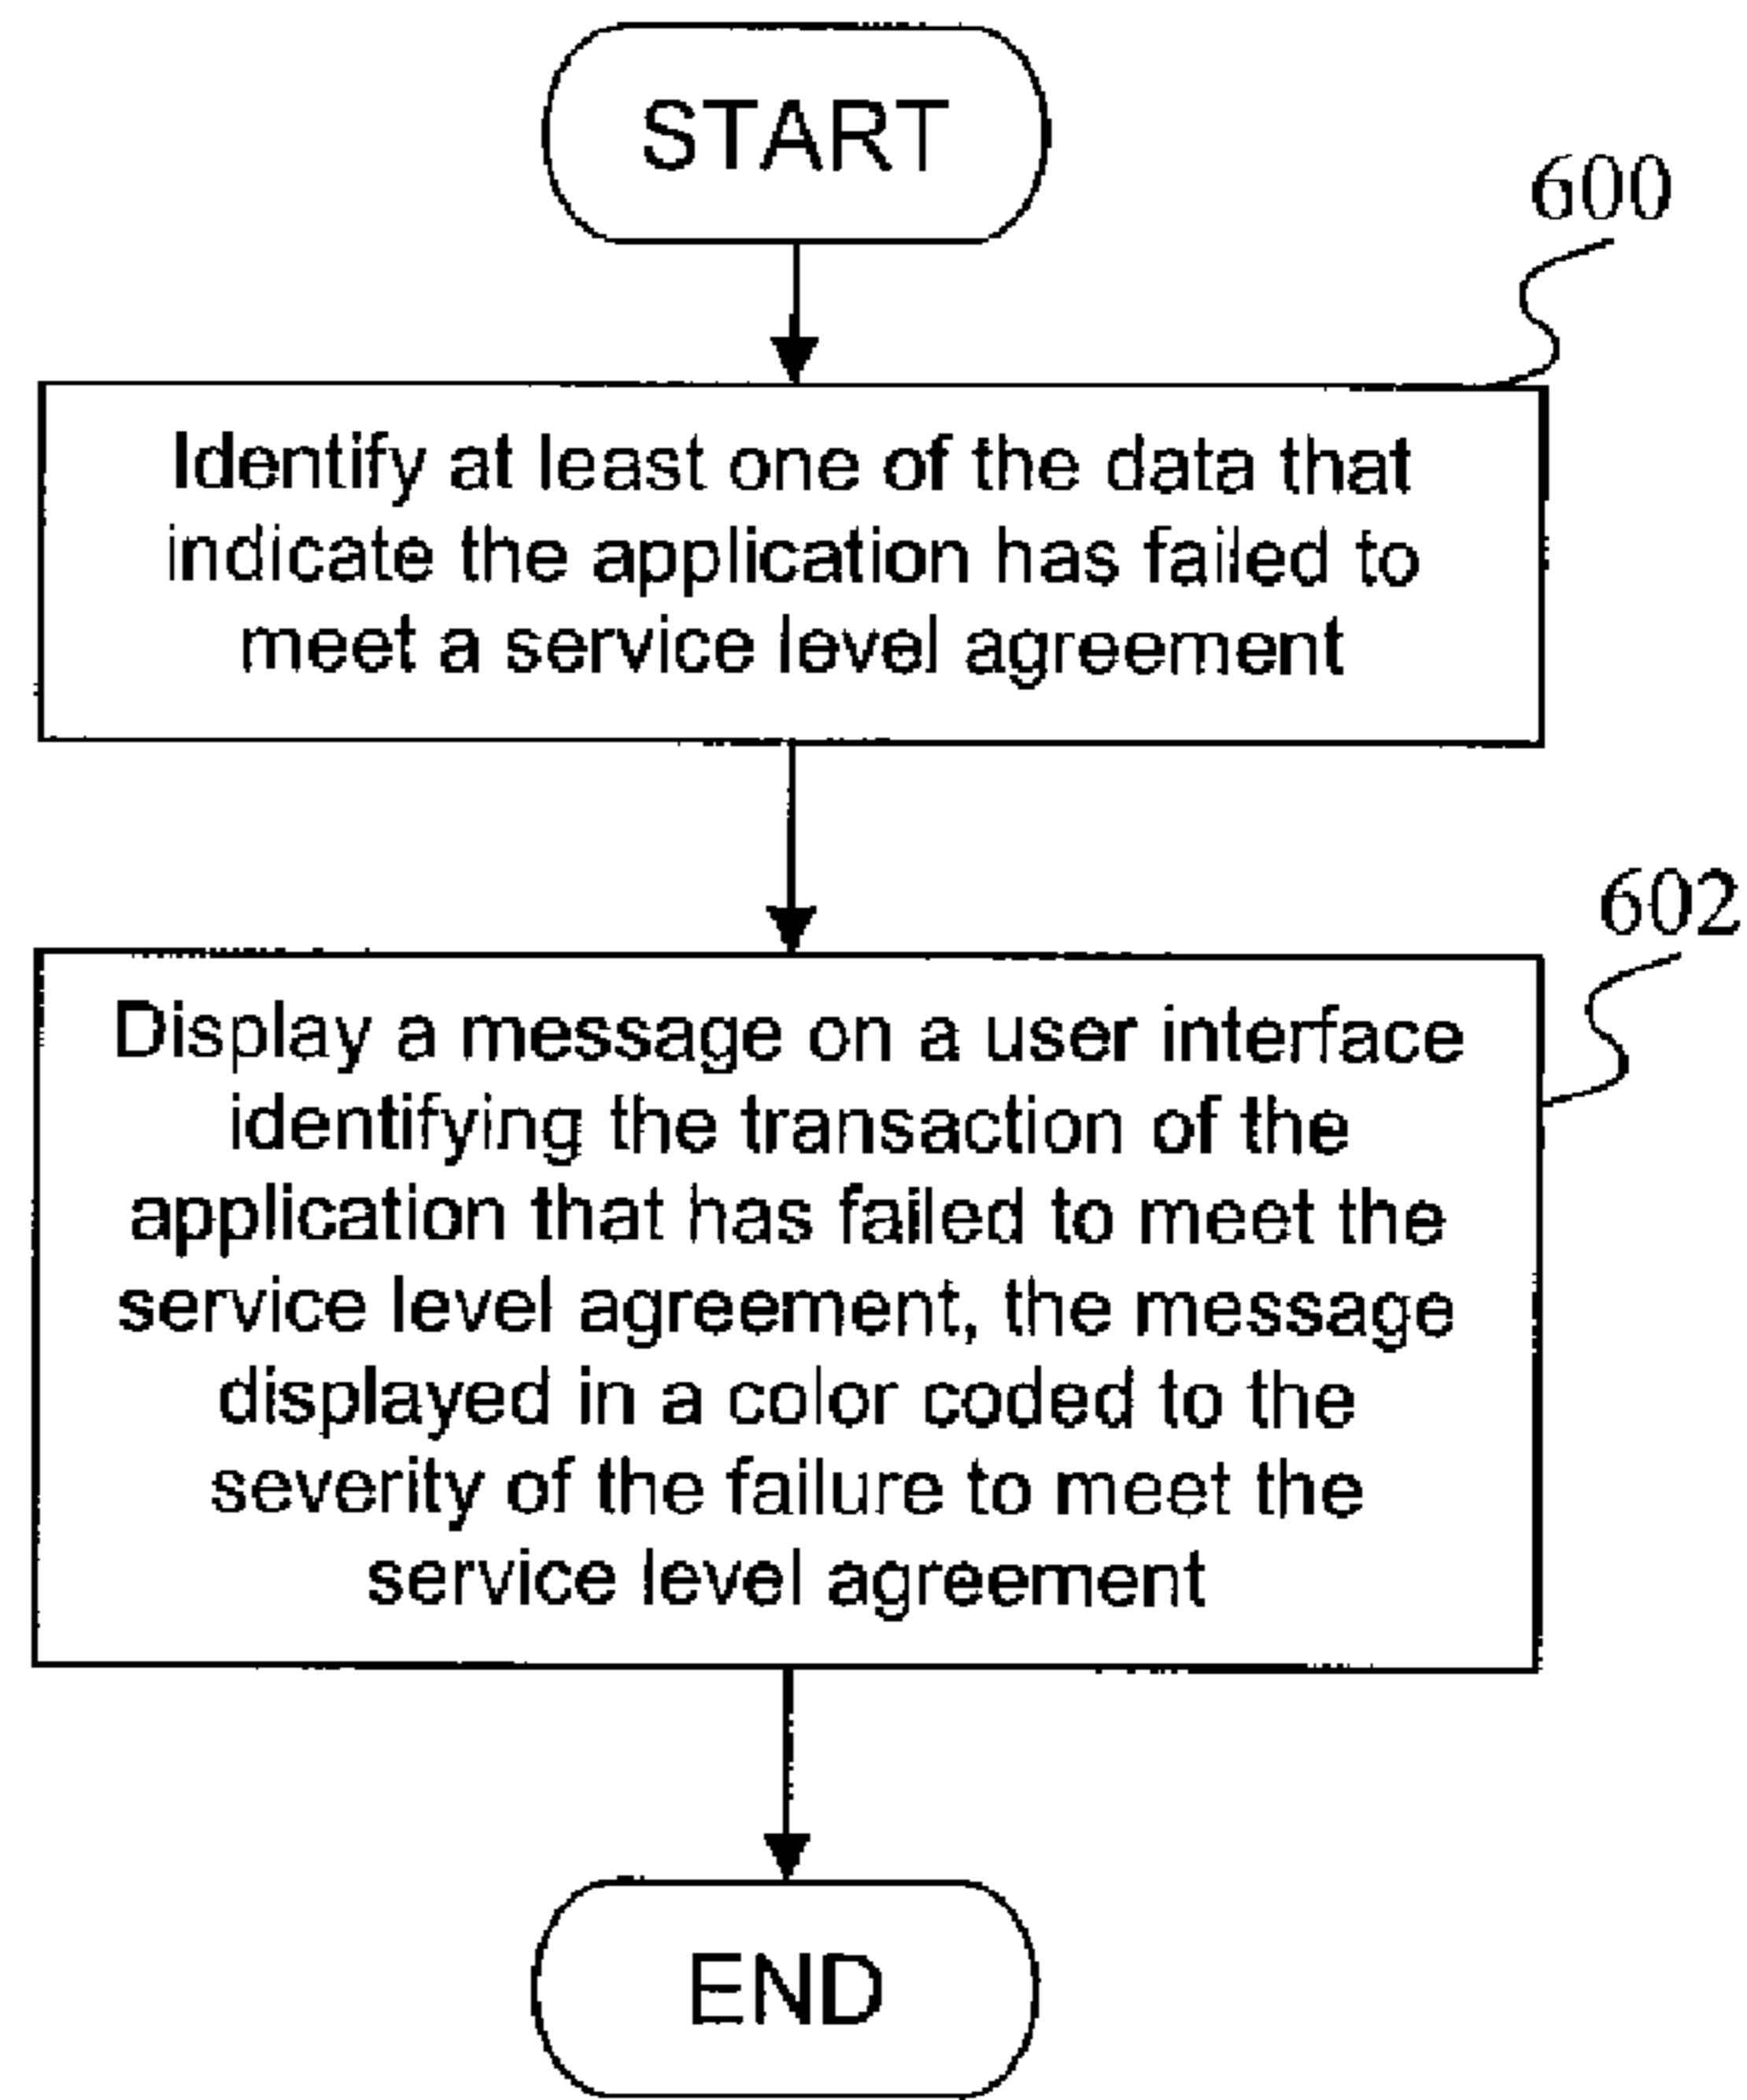 START
600
Identify at least one of the data that
indicate the application has failed to
meet a service level agreement
602
Display a message on a user interface
identifying the transaction of the
application that has failed to meet the
service level agreement, the message
displayed in a color coded to the
severity of the failure to meet the
service level agreement
END